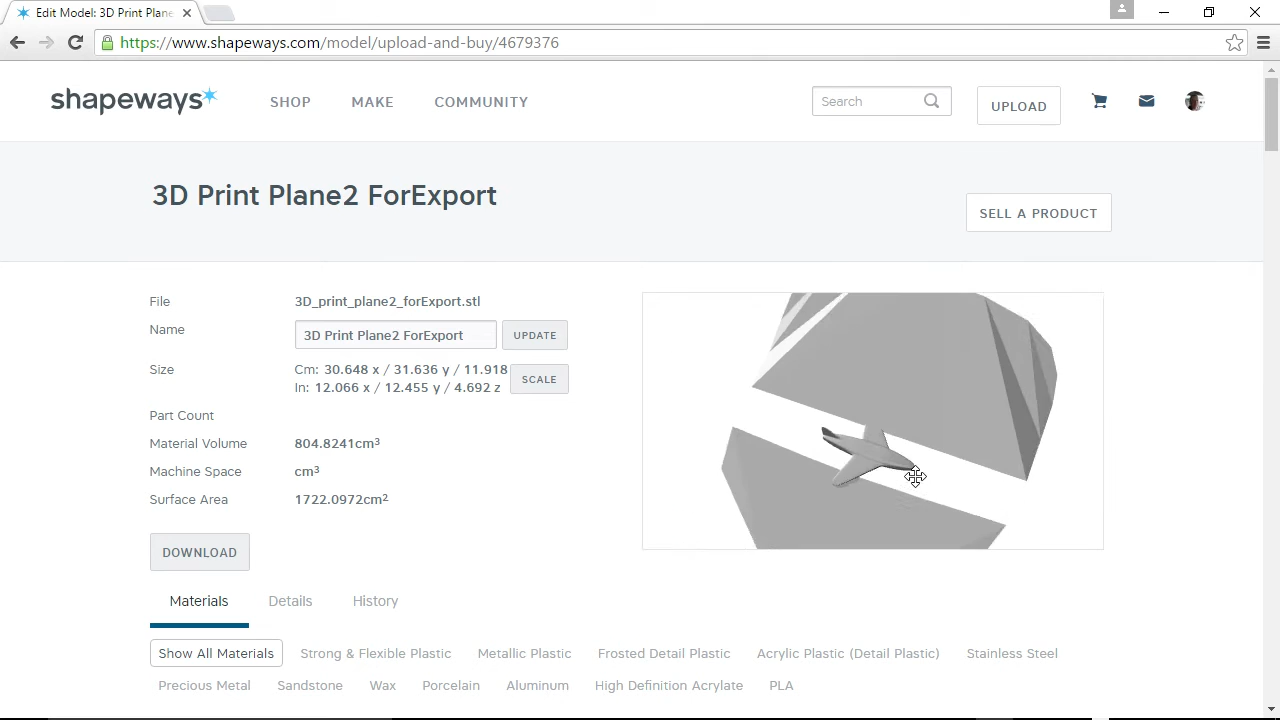 Edit Model: 3D Print Plane
https://www.shapeways.com/model/upload-and-buy/4679376
shapeways
SHOP
MAKE
COMMUNITY
Search
UPLOAD
3D Print Plane2 ForExport
SELL A PRODUCT
File
3D_print_plane2_forExport.stl
Name
3D Print Plane2 ForExport
UPDATE
Size
Cm: 30.648 x / 31.636 y / 11.918
In: 12.066 x / 12.455 y / 4.692 z
SCALE
Part Count
Material Volume
804.8241cm³
Machine Space
cm³
Surface Area
1722.0972cm²
DOWNLOAD
Materials
Details
History
Show All Materials
Strong & Flexible Plastic
Metallic Plastic
Frosted Detail Plastic
Acrylic Plastic (Detail Plastic)
Stainless Steel
Precious Metal
Sandstone
Wax
Porcelain
Aluminum
High Definition Acrylate
PLA